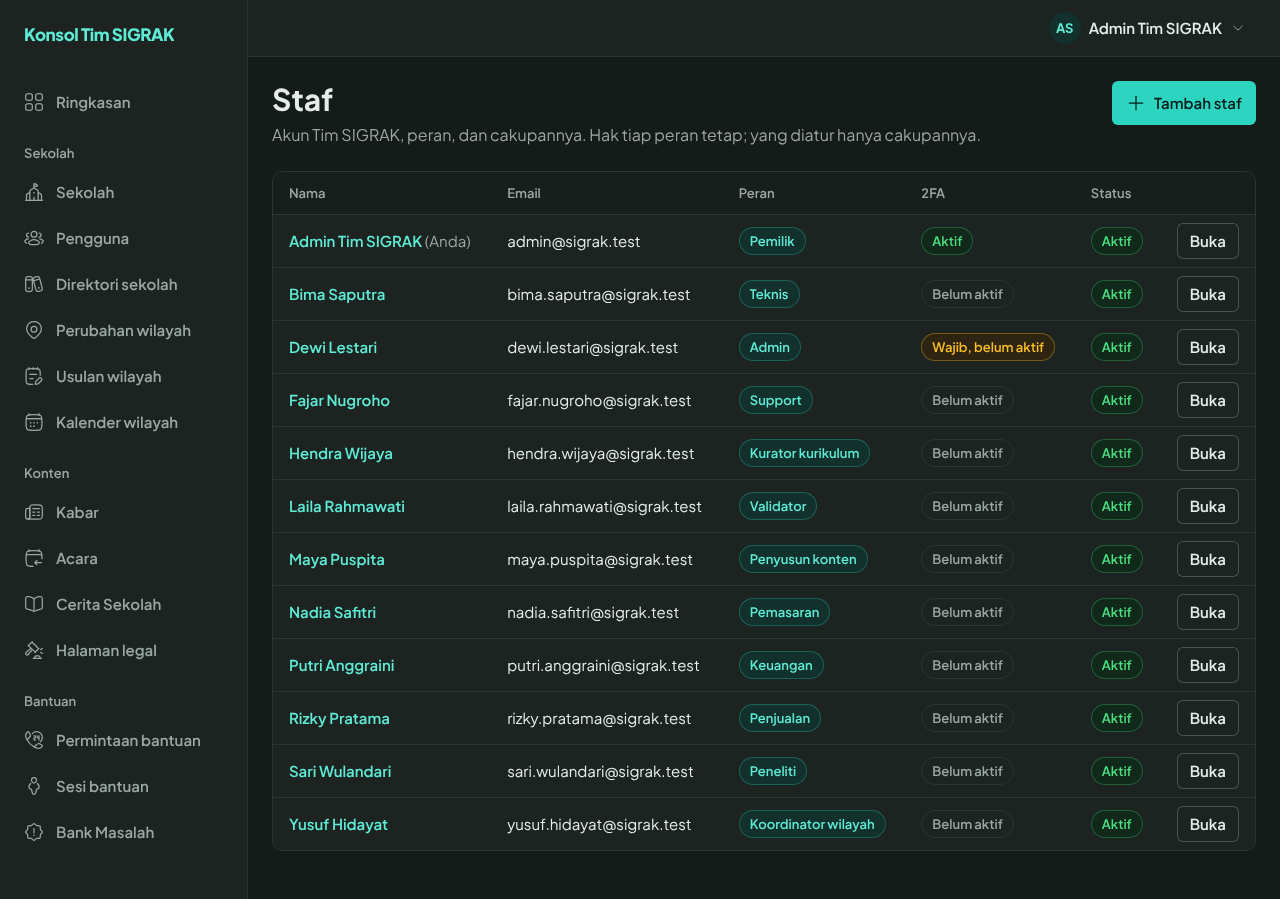 Konsol Tim SIGRAK
AS Admin Tim SIGRAK
Ringkasan
Sekolah
Sekolah
Pengguna
Direktori sekolah
Perubahan wilayah
Usulan wilayah
Kalender wilayah
Konten
Kabar
Acara
Cerita Sekolah
Halaman legal
Bantuan
Permintaan bantuan
Sesi bantuan
Bank Masalah
Staf
Tambah staf
Akun Tim SIGRAK, peran, dan cakupannya. Hak tiap peran tetap; yang diatur hanya cakupannya.
Nama Email Peran 2FA Status
Admin Tim SIGRAK (Anda) admin@sigrak.test Pemilik Aktif Aktif Buka
Bima Saputra bima.saputra@sigrak.test Teknis Belum aktif Aktif Buka
Dewi Lestari dewi.lestari@sigrak.test Admin Wajib, belum aktif Aktif Buka
Fajar Nugroho fajar.nugroho@sigrak.test Support Belum aktif Aktif Buka
Hendra Wijaya hendra.wijaya@sigrak.test Kurator kurikulum Belum aktif Aktif Buka
Laila Rahmawati laila.rahmawati@sigrak.test Validator Belum aktif Aktif Buka
Maya Puspita maya.puspita@sigrak.test Penyusun konten Belum aktif Aktif Buka
Nadia Safitri nadia.safitri@sigrak.test Pemasaran Belum aktif Aktif Buka
Putri Anggraini putri.anggraini@sigrak.test Keuangan Belum aktif Aktif Buka
Rizky Pratama rizky.pratama@sigrak.test Penjualan Belum aktif Aktif Buka
Sari Wulandari sari.wulandari@sigrak.test Peneliti Belum aktif Aktif Buka
Yusuf Hidayat yusuf.hidayat@sigrak.test Koordinator wilayah Belum aktif Aktif Buka